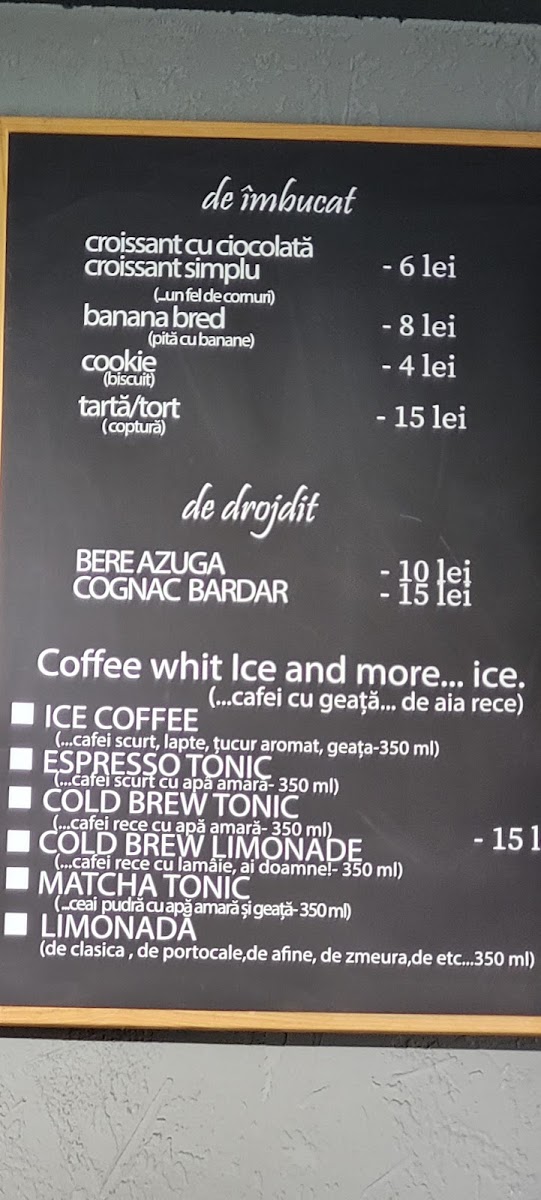 de îmbucat
croissant cu ciocolată
croissant simplu - 6 lei
(...un fel de cornuri)
banana bred - 8 lei
(pită cu banane)
cookie - 4 lei
(biscuit)
tartă/tort - 15 lei
(coptură)
de drojdit
BERE AZUGA - 10 lei
COGNAC BARDAR - 15 lei
Coffee whit Ice and more... ice.
(...cafei cu geață... de aia rece)
ICE COFFEE
(...cafei scurt, lapte, țucur aromat, geața-350 ml)
ESPRESSO TONIC
(...cafei scurt cu apă amară- 350 ml)
COLD BREW TONIC
(...cafei rece cu apă amară- 350 ml)
COLD BREW LIMONADE - 15 l
(...cafei rece cu lamâie, ai doamne!- 350 ml)
MATCHA TONIC
(...ceai pudră cu apă amară și geață- 350 ml)
LIMONADĂ
(de clasica , de portocale,de afine, de zmeura,de etc...350 ml)